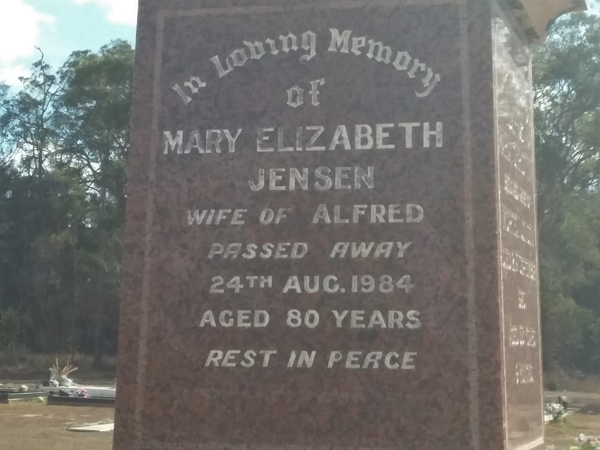 In Loving Memory
of
MARY ELIZABETH
JENSEN
WIFE OF ALFRED
PASSED AWAY
24TH AUG. 1984
AGED 80 YEARS
REST IN PEACE